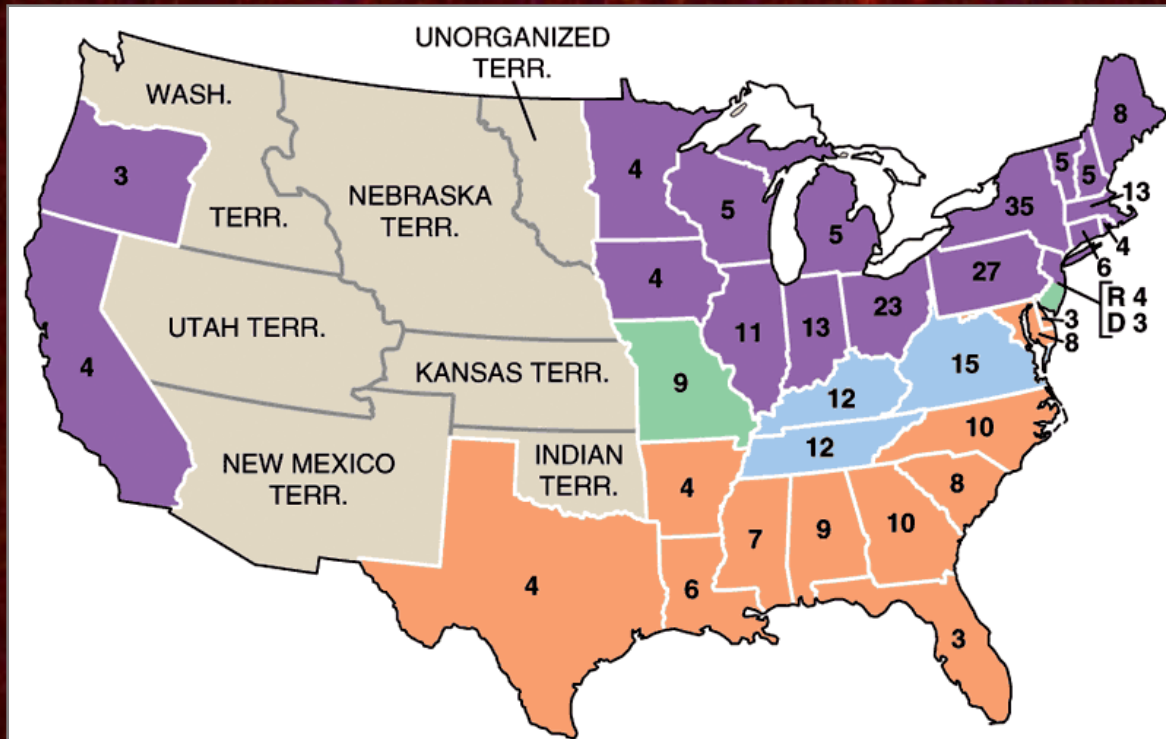 UNORGANIZED
TERR.
WASH.
TERR.
NEBRASKA
TERR.
UTAH TERR.
KANSAS TERR.
NEW MEXICO
TERR.
INDIAN
TERR.
3
4
4
5
5
4
11
13
23
27
35
5
5
8
13
4
6
R 4
D 3
3
8
9
12
15
12
10
8
4
7
9
10
4
6
3